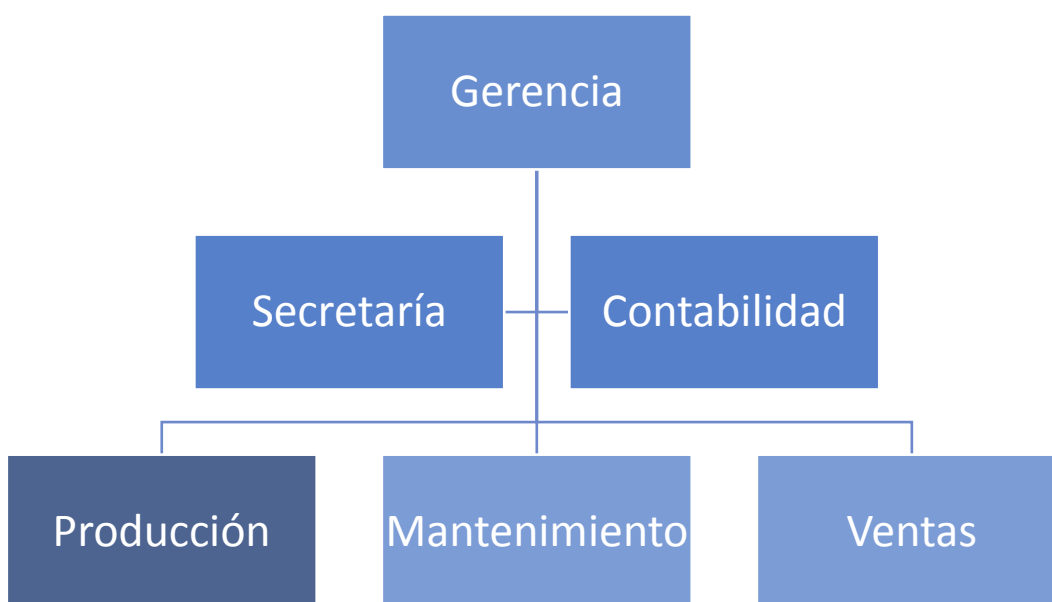 Gerencia
Secretaría
Contabilidad
Producción
Mantenimiento
Ventas